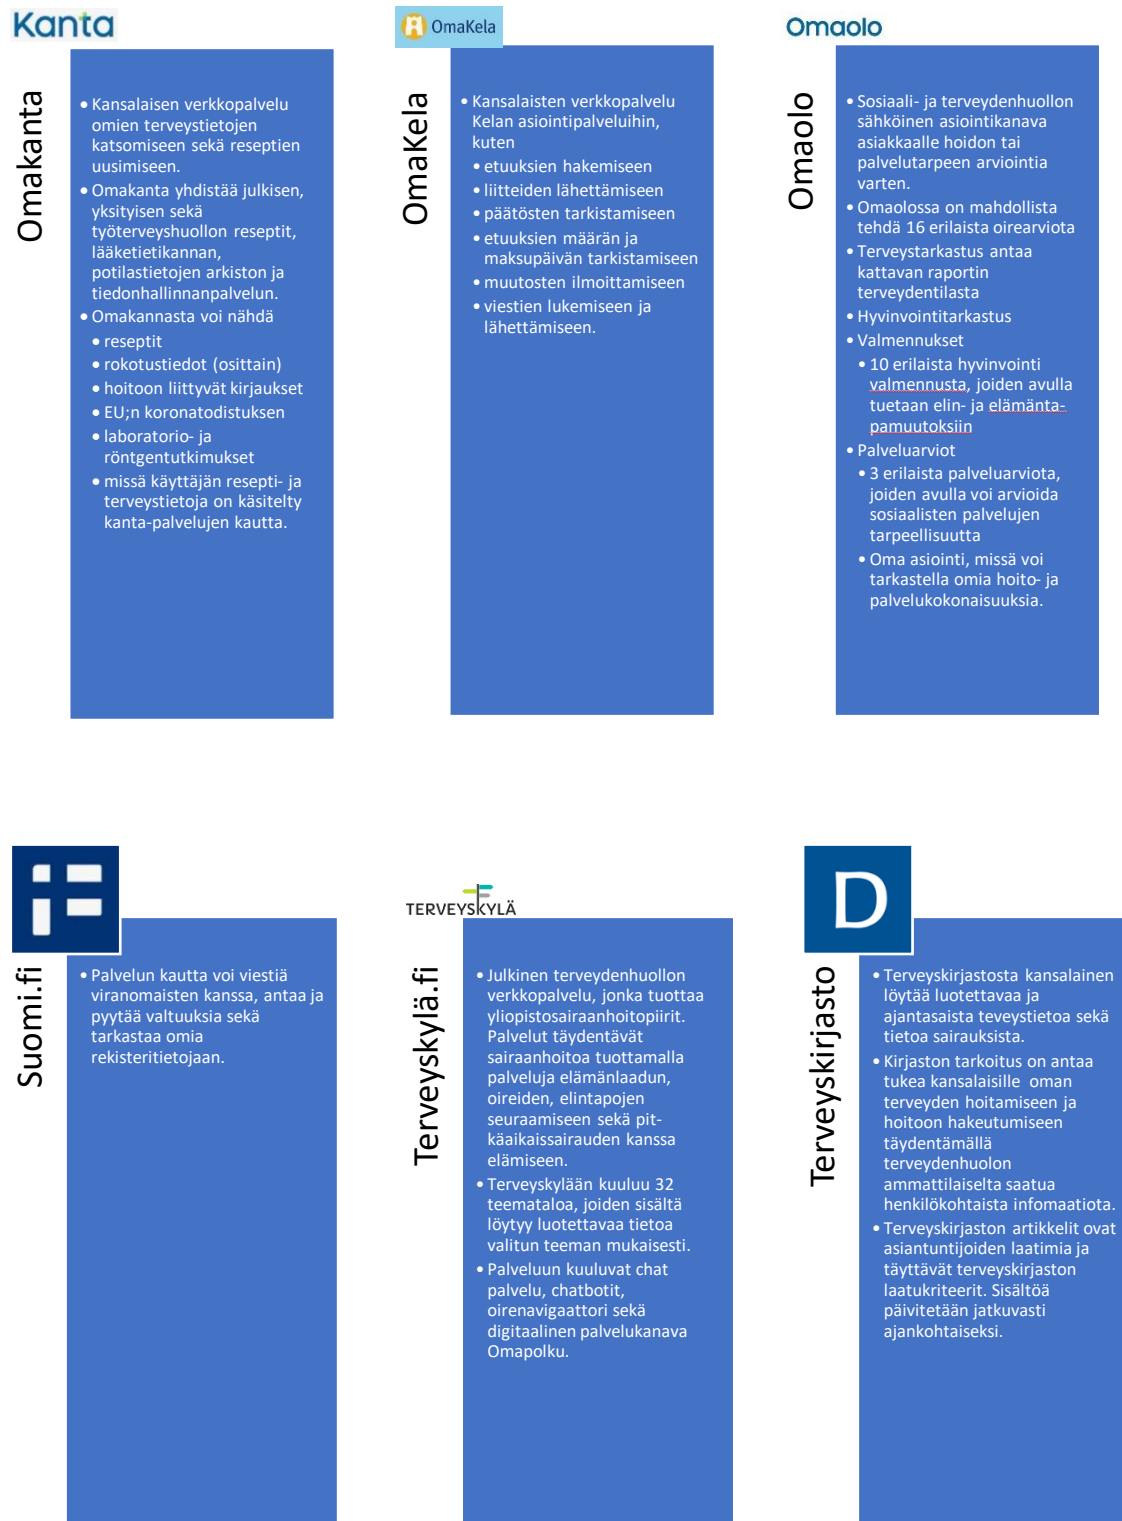 Kanta
Omakanta
• Kansalaisen verkkopalvelu
omien terveystietojen
katsomiseen sekä reseptien
uusimiseen.
• Omakanta yhdistää julkisen,
yksityisen sekä
työterveyshuollon reseptit,
lääketietikannan,
potilastietojen arkiston ja
tiedonhallinnanpalvelun.
• Omakannasta voi nähdä
• reseptit
• rokotustiedot (osittain)
• hoitoon liittyvät kirjaukset
• EU;n koronatodistuksen
• laboratorio- ja
röntgentutkimukset
• missä käyttäjän resepti- ja
terveystietoja on käsitelty
kanta-palvelujen kautta.
OmaKela
OmaKela
• Kansalaisten verkkopalvelu
Kelan asiointipalveluihin,
kuten
• etuuksien hakemiseen
• liitteiden lähettämiseen
• päätösten tarkistamiseen
• etuuksien määrän ja
maksupäivän tarkistamiseen
• muutosten ilmoittamiseen
• viestien lukemiseen ja
lähettämiseen.
Omaolo
Omaolo
• Sosiaali- ja terveydenhuollon
sähköinen asiointikanava
asiakkaalle hoidon tai
palvelutarpeen arviointia
varten.
• Omaolossa on mahdollista
tehdä 16 erilaista oirearviota
• Terveystarkastus antaa
kattavan raportin
terveydentilasta
• Hyvinvointitarkastus
• Valmennukset
• 10 erilaista hyvinvointi
valmennusta, joiden avulla
tuetaan elin- ja elämänta-
pamuutoksiin
• Palveluarviot
• 3 erilaista palveluarviota,
joiden avulla voi arvioida
sosiaalisten palvelujen
tarpeellisuutta
• Oma asiointi, missä voi
tarkastella omia hoito- ja
palvelukokonaisuuksia.
Suomi.fi
• Palvelun kautta voi viestiä
viranomaisten kanssa, antaa ja
pyytää valtuuksia sekä
tarkastaa omia
rekisteritietojaan.
TERVEYSKYLÄ
Terveyskylä.fi
• Julkinen terveydenhuollon
verkkopalvelu, jonka tuottaa
yliopistosairaanhoitopiirit.
Palvelut täydentävät
sairaanhoitoa tuottamalla
palveluja elämänlaadun,
oireiden, elintapojen
seuraamiseen sekä pit-
käaikaissairauden kanssa
elämiseen.
• Terveyskylään kuuluu 32
teemataloa, joiden sisältä
löytyy luotettavaa tietoa
valitun teeman mukaisesti.
• Palveluun kuuluvat chat
palvelu, chatbotit,
oirenavigaattori sekä
digitaalinen palvelukanava
Omapolku.
D
Terveyskirjasto
• Terveyskirjastosta kansalainen
löytää luotettavaa ja
ajantasaista teveystietoa sekä
tietoa sairauksista.
• Kirjaston tarkoitus on antaa
tukea kansalaisille oman
terveyden hoitamiseen ja
hoitoon hakeutumiseen
täydentämällä
terveydenhuolon
ammattilaiselta saatua
henkilökohtaista infomaatiota.
• Terveyskirjaston artikkelit ovat
asiantuntijoiden laatimia ja
täyttävät terveyskirjaston
laatukriteerit. Sisältöä
päivitetään jatkuvasti
ajankohtaiseksi.